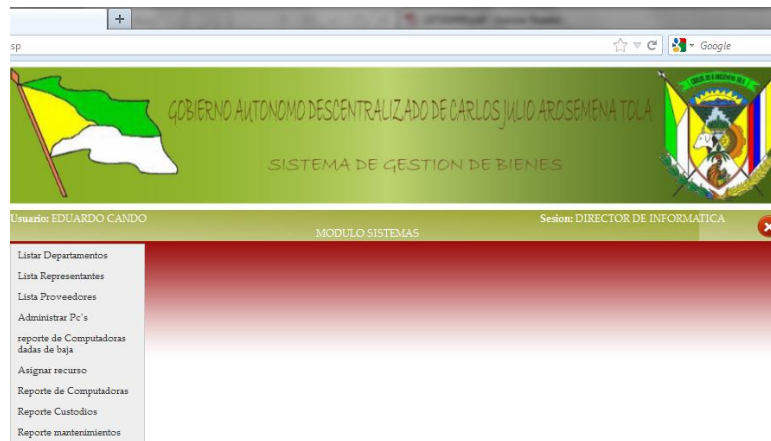 +
sp
Google
GOBIERNO AUTONOMO DESCENTRALIZADO DE CARLOS JULIO AROSEMENA TOLA
SISTEMA DE GESTION DE BIENES
Usuario: EDUARDO CANDO
Sesion: DIRECTOR DE INFORMATICA
MODULO SISTEMAS
Listar Departamentos
Lista Representantes
Lista Proveedores
Administrar Pc's
reporte de Computadoras
dadas de baja
Asignar recurso
Reporte de Computadoras
Reporte Custodios
Reporte mantenimientos